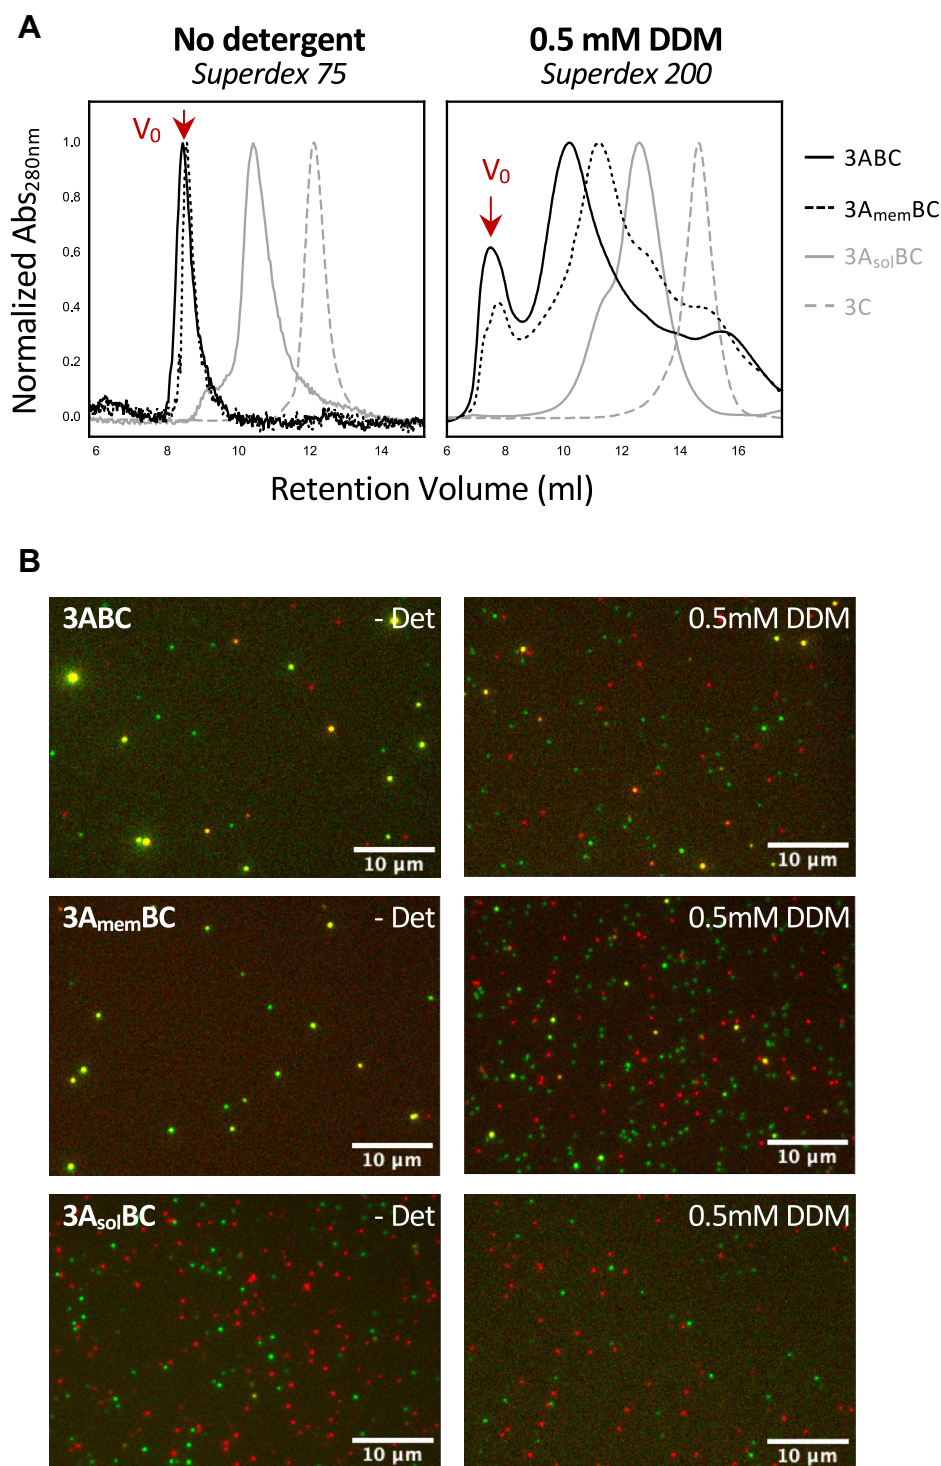 A
No detergent
Superdex 75
0.5 mM DDM
Superdex 200
Normalized Abs280nm
1.0
0.8
0.6
0.4
0.2
0.0
V0
V0
6 8 10 12 14
6 8 10 12 14 16
Retention Volume (ml)
3ABC
3AmemBC
3AsolBC
3C
B
3ABC - Det
10 µm
0.5mM DDM
10 µm
3AmemBC - Det
10 µm
0.5mM DDM
10 µm
3AsolBC - Det
10 µm
0.5mM DDM
10 µm